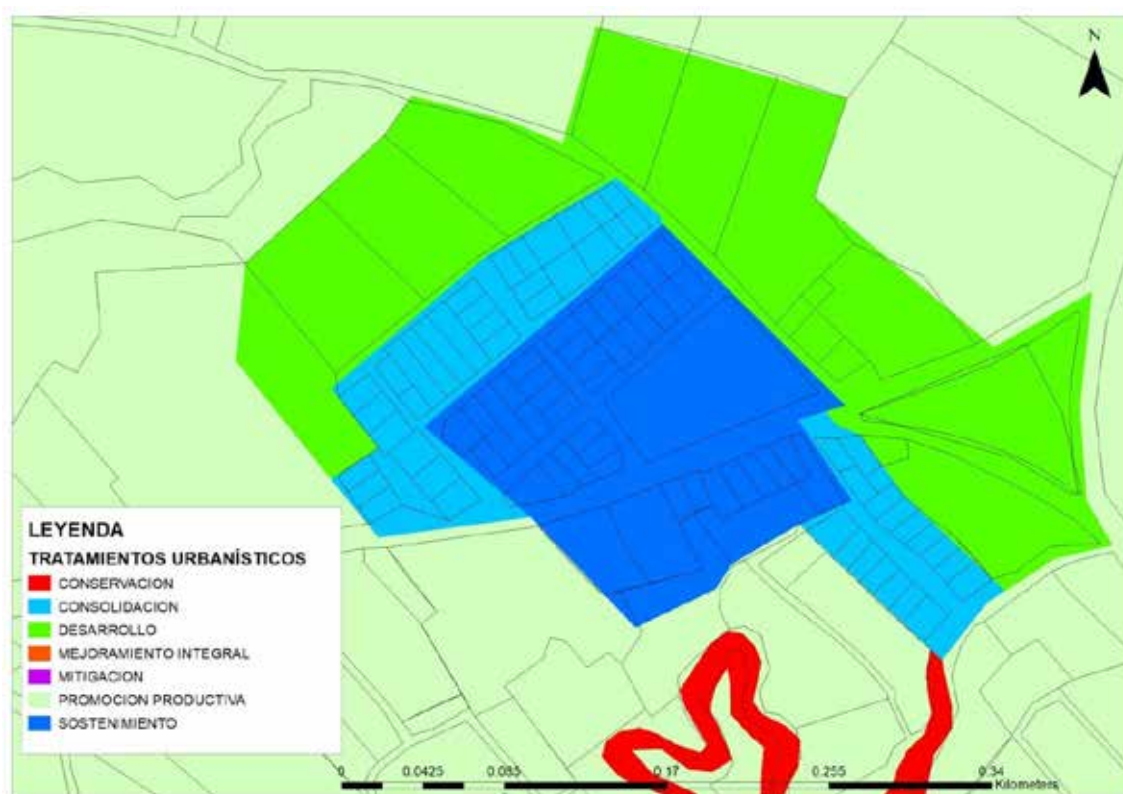 N
LEYENDA
TRATAMIENTOS URBANÍSTICOS
CONSERVACION
CONSOLIDACION
DESARROLLO
MEJORAMIENTO INTEGRAL
MITIGACION
PROMOCION PRODUCTIVA
SOSTENIMIENTO
0 0.0425 0.085 0.17 0.255 0.34
Kilometers